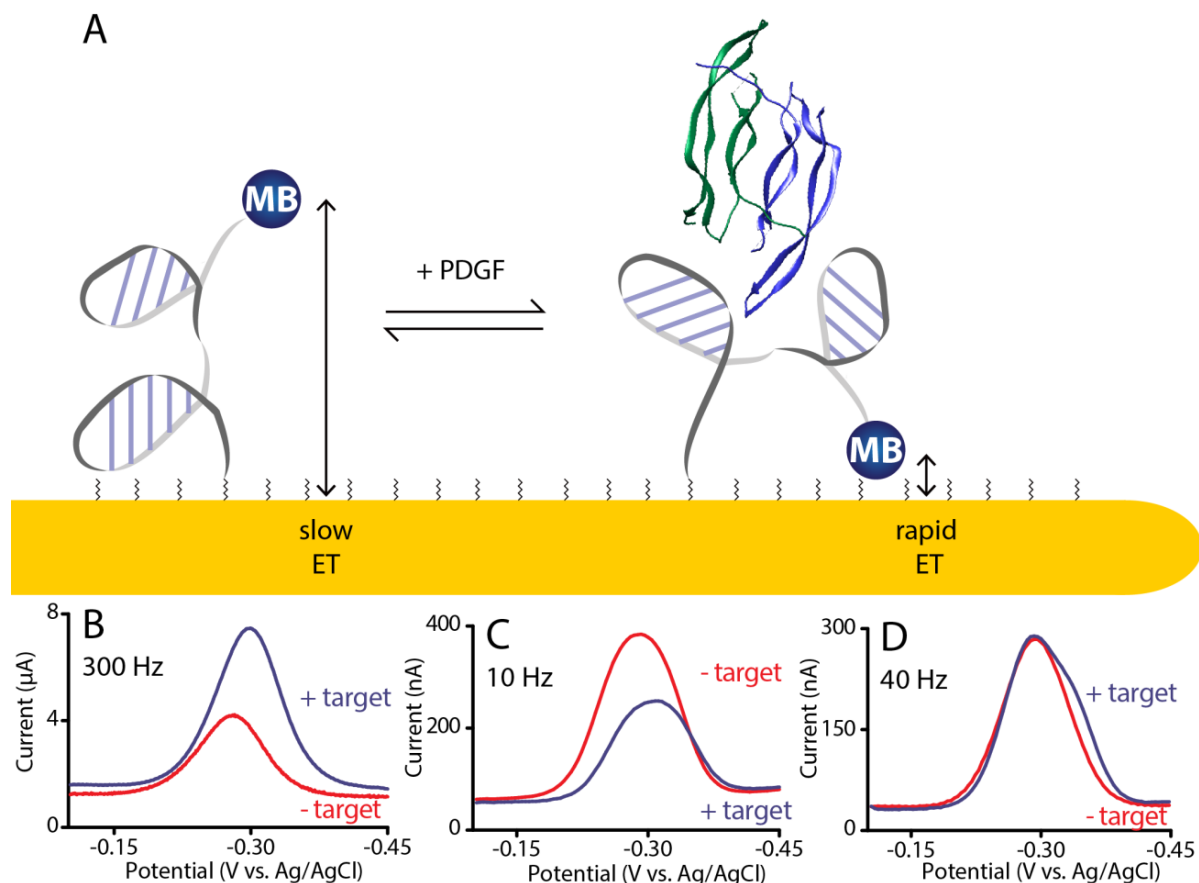 A
MB
+ PDGF
MB
slow
ET
rapid
ET
B
300 Hz
8
4
0
Current (µA)
+ target
- target
-0.15
-0.30
-0.45
Potential (V vs. Ag/AgCl)
C
10 Hz
400
200
0
Current (nA)
- target
+ target
-0.15
-0.30
-0.45
Potential (V vs. Ag/AgCl)
D
40 Hz
300
150
0
Current (nA)
+ target
- target
-0.15
-0.30
-0.45
Potential (V vs. Ag/AgCl)